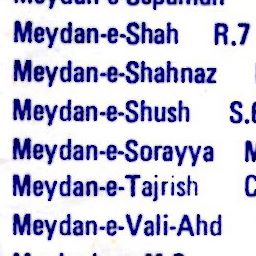 Meydan-e-Shah R.7
Meydan-e-Shahnaz
Meydan-e-Shush S.6
Meydan-e-Sorayya M
Meydan-e-Tajrish C
Meydan-e-Vali-Ahd